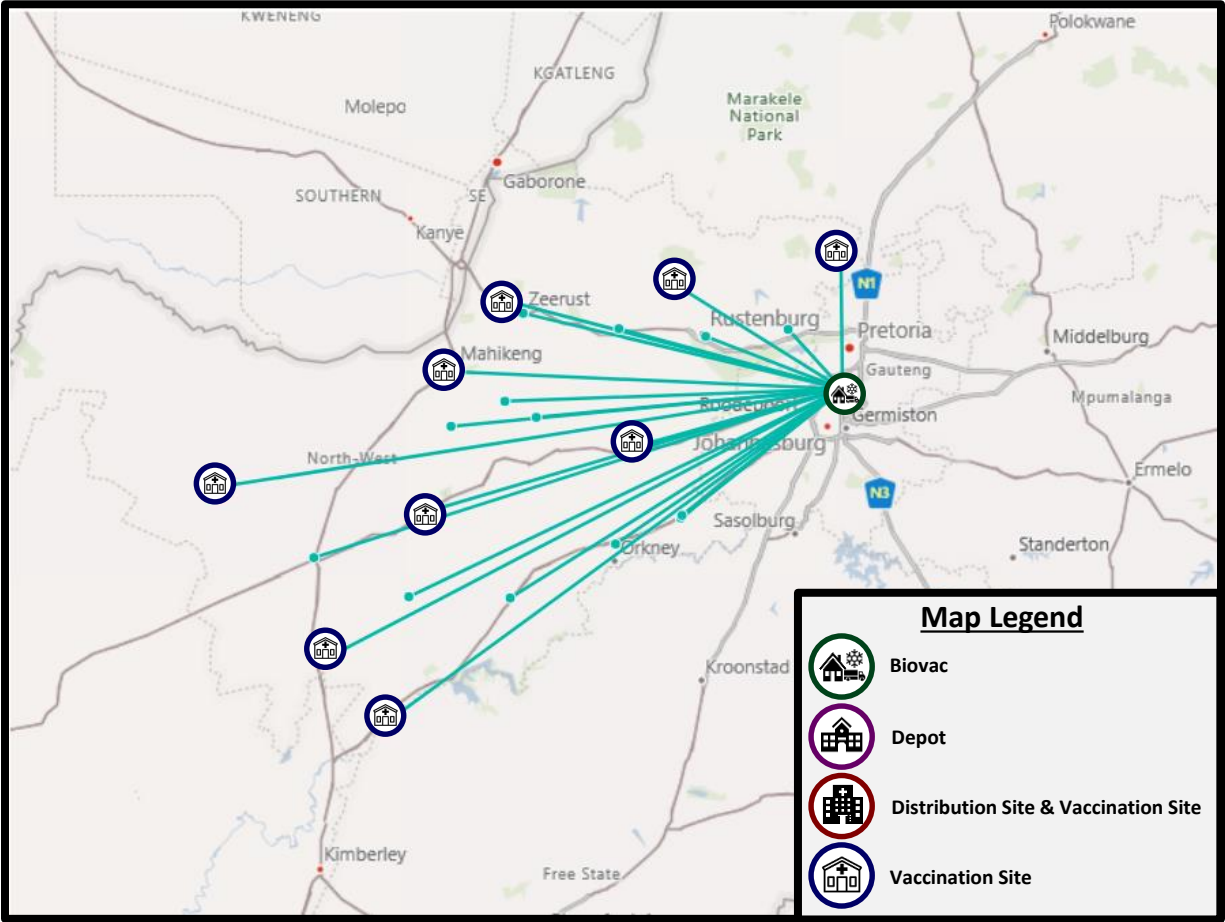 KWENENG
Polokwane
KGATLENG
Molepo
Marakele
National
Park
Gaborone
SOUTHERN
SE
Kanye
N1
Zeerust
Rustenburg
Pretoria
Middelburg
Mahikeng
Gauteng
Mpumalanga
Roodepoort
Germiston
Johannesburg
North-West
Ermelo
N3
Sasolburg
Orkney
Standerton
Kroonstad
Kimberley
Free State
Map Legend
Biovac
Depot
Distribution Site & Vaccination Site
Vaccination Site